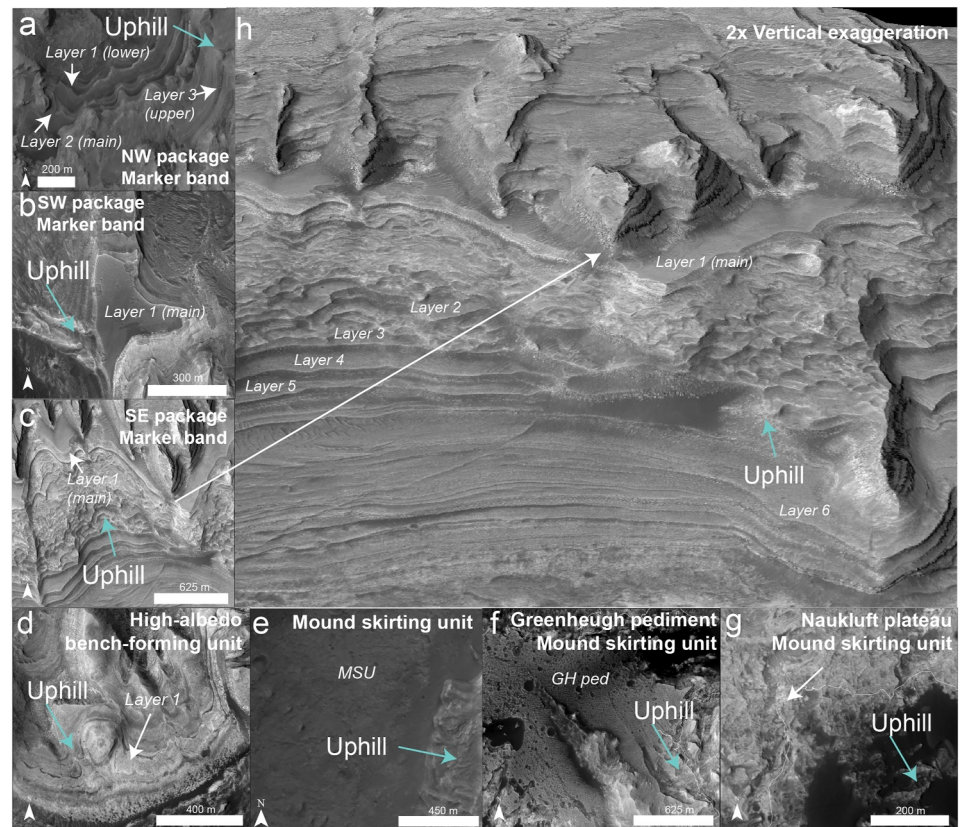 a
Uphill
Layer 1 (lower)
Layer 3
(upper)
Layer 2 (main)
NW package
Marker band
N
200 m
b
SW package
Marker band
Uphill
Layer 1 (main)
N
300 m
c
SE package
Marker band
Layer 1
(main)
Uphill
625 m
h
2x Vertical exaggeration
Layer 1 (main)
Layer 2
Layer 3
Layer 4
Layer 5
Uphill
Layer 6
d
High-albedo
bench-forming unit
Uphill
Layer 1
400 m
e
Mound skirting unit
MSU
Uphill
N
450 m
f
Greenheugh pediment
Mound skirting unit
GH ped
Uphill
625 m
g
Naukluft plateau
Mound skirting unit
Uphill
200 m